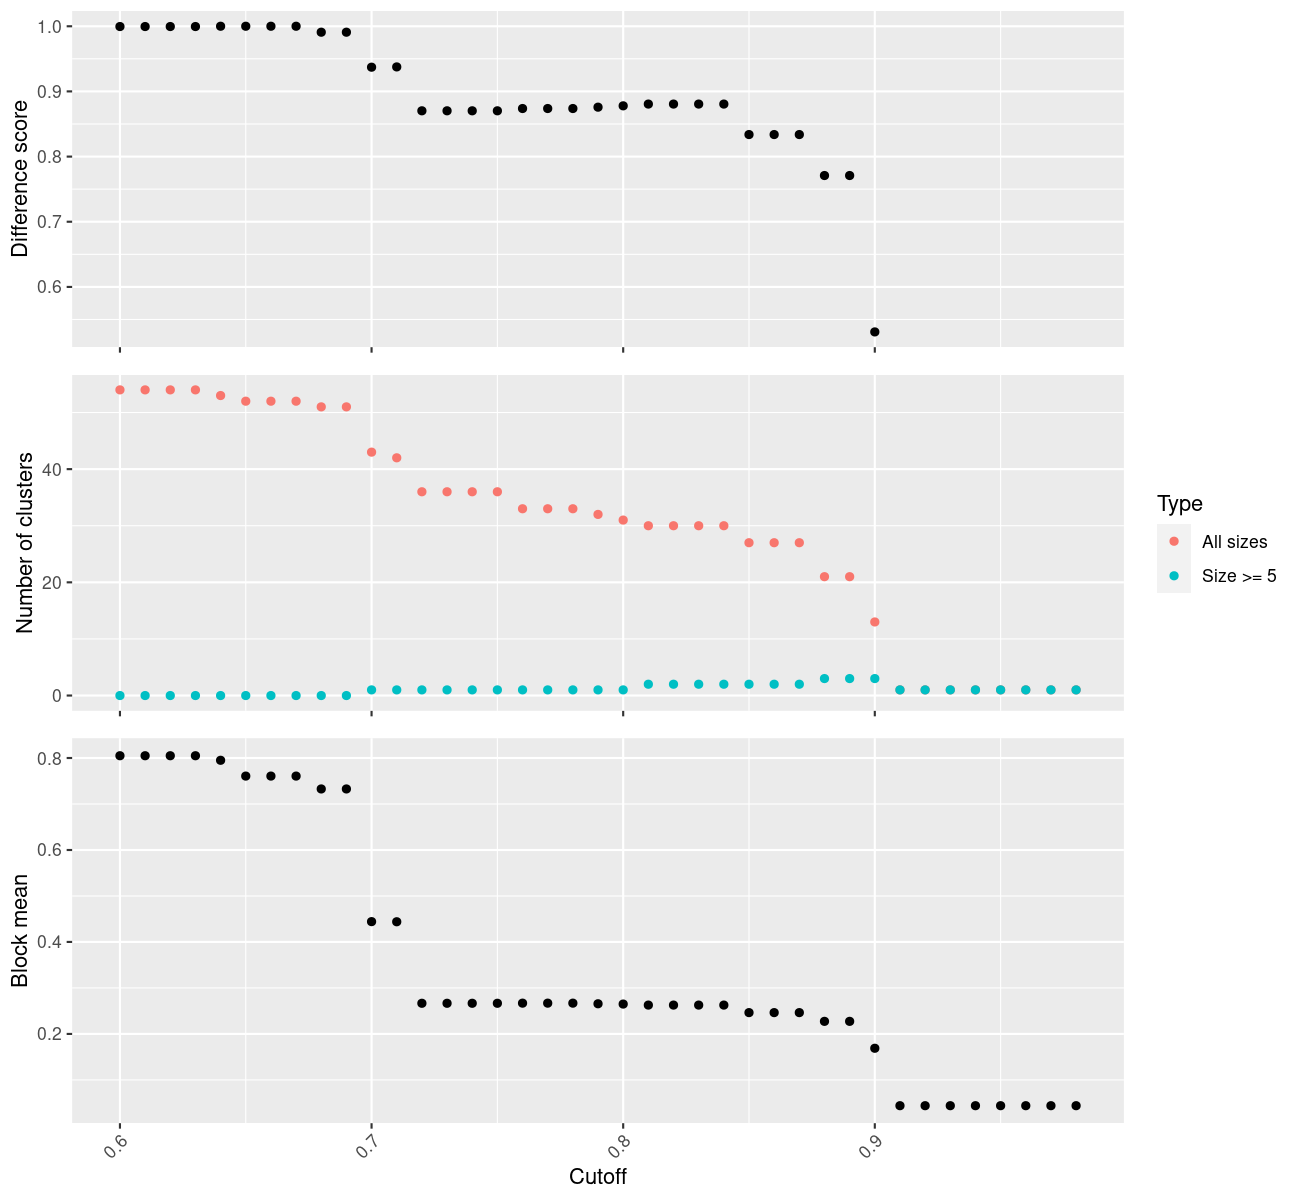 Difference score
1.0
0.9
0.8
0.7
0.6
Number of clusters
40
20
0
Type
All sizes
Size >= 5
Block mean
0.8
0.6
0.4
0.2
0.6
0.7
0.8
0.9
Cutoff